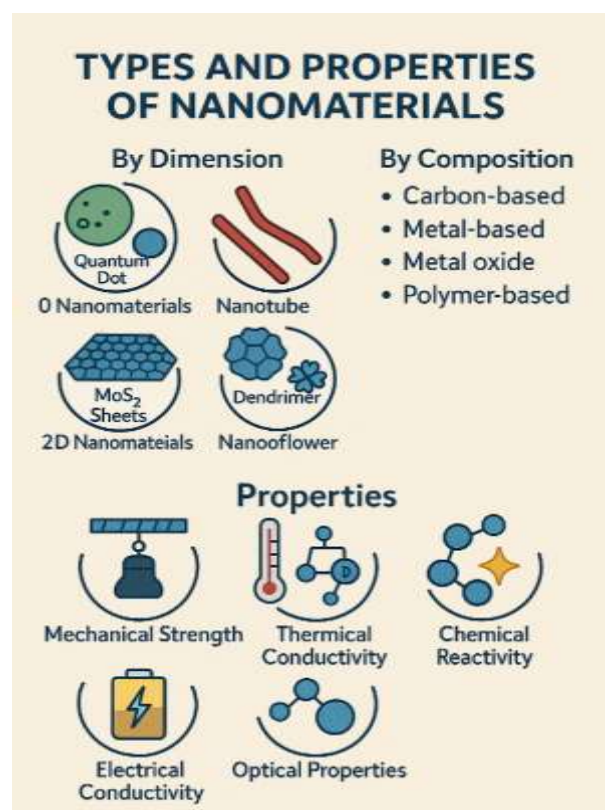 TYPES AND PROPERTIES
OF NANOMATERIALS
By Dimension
Quantum
Dot
0 Nanomaterials
Nanotube
MoS₂
Sheets
2D Nanomateials
Dendrimer
Nanooflower
By Composition
• Carbon-based
• Metal-based
• Metal oxide
• Polymer-based
Properties
Mechanical Strength
D
Thermical
Conductivity
Chemical
Reactivity
Electrical
Conductivity
Optical Properties